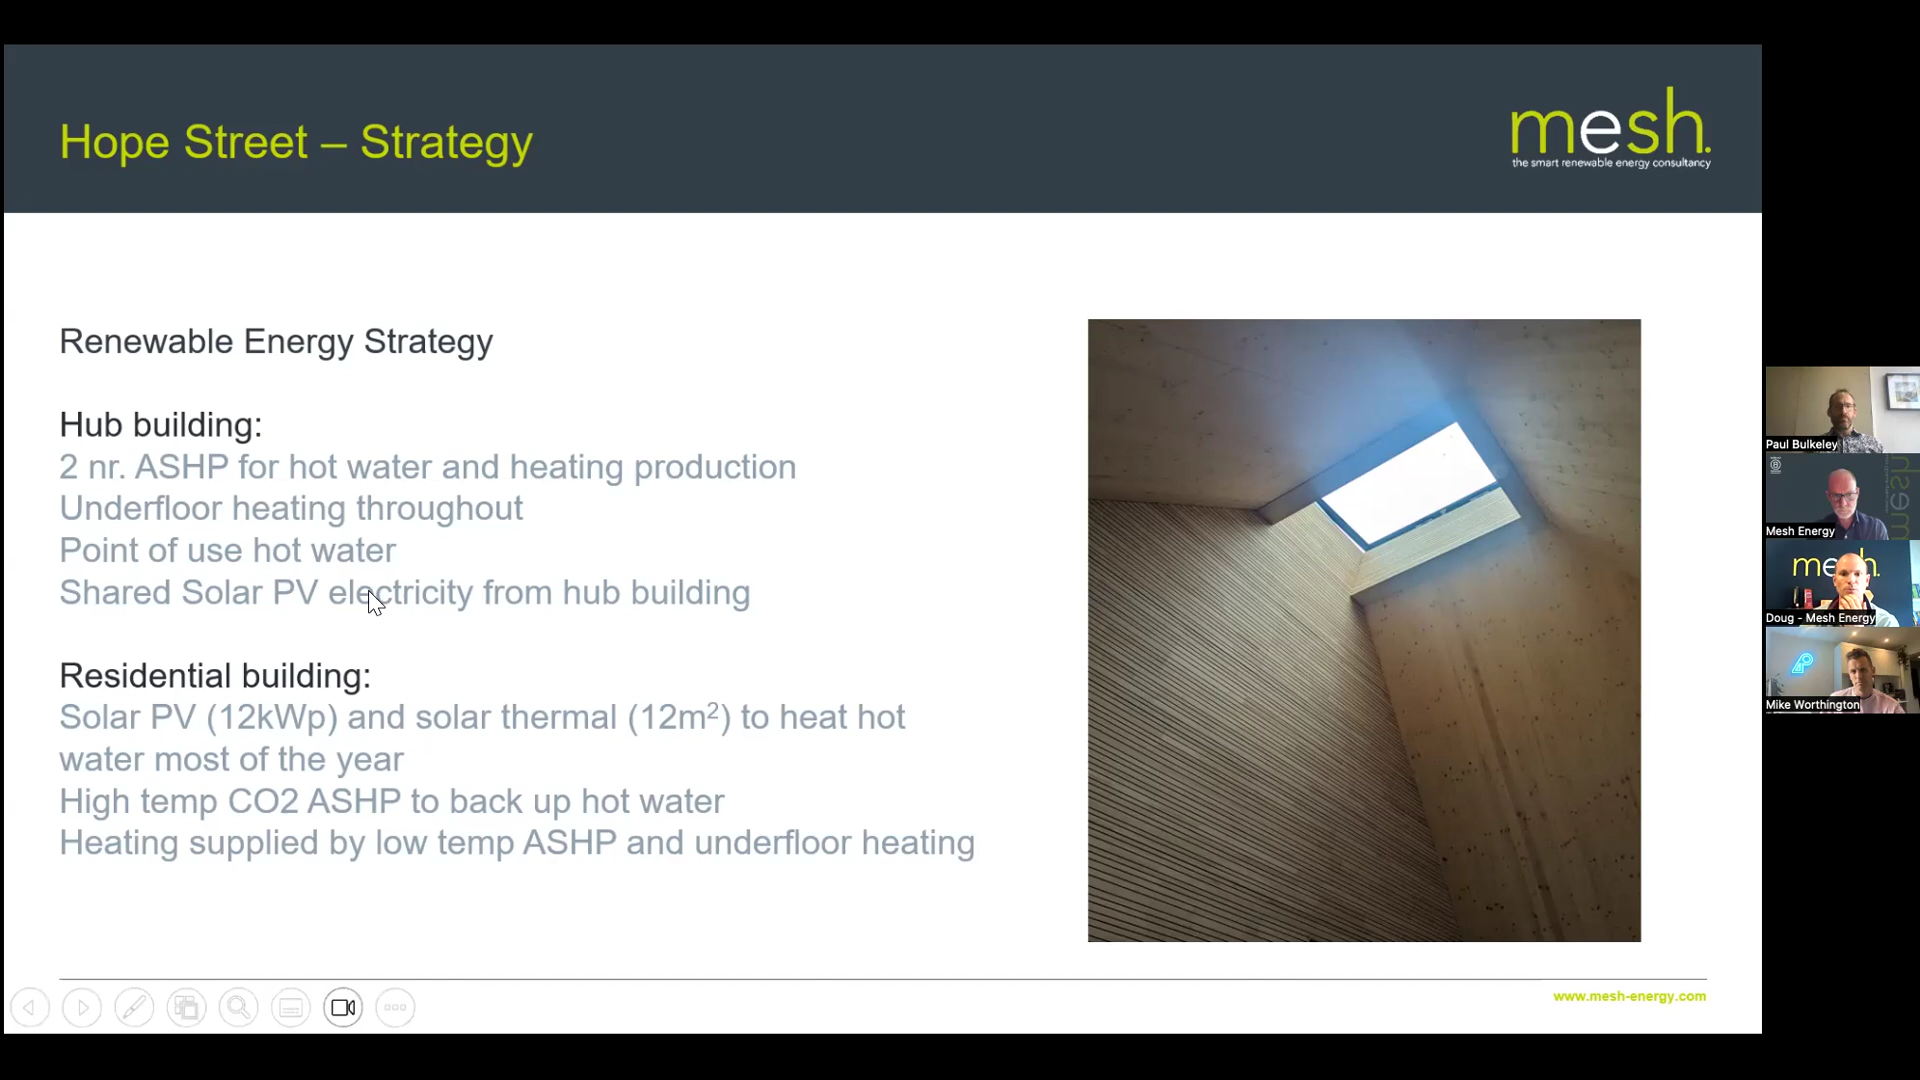 Hope Street – Strategy
mesh.
the smart renewable energy consultancy
Renewable Energy Strategy
Hub building:
2 nr. ASHP for hot water and heating production
Underfloor heating throughout
Point of use hot water
Shared Solar PV electricity from hub building
Residential building:
Solar PV (12kWp) and solar thermal (12m²) to heat hot
water most of the year
High temp CO2 ASHP to back up hot water
Heating supplied by low temp ASHP and underfloor heating
www.mesh-energy.com
Paul Bulkeley
mesh
Mesh Energy
me h.
Doug - Mesh Energy
Mike Worthington